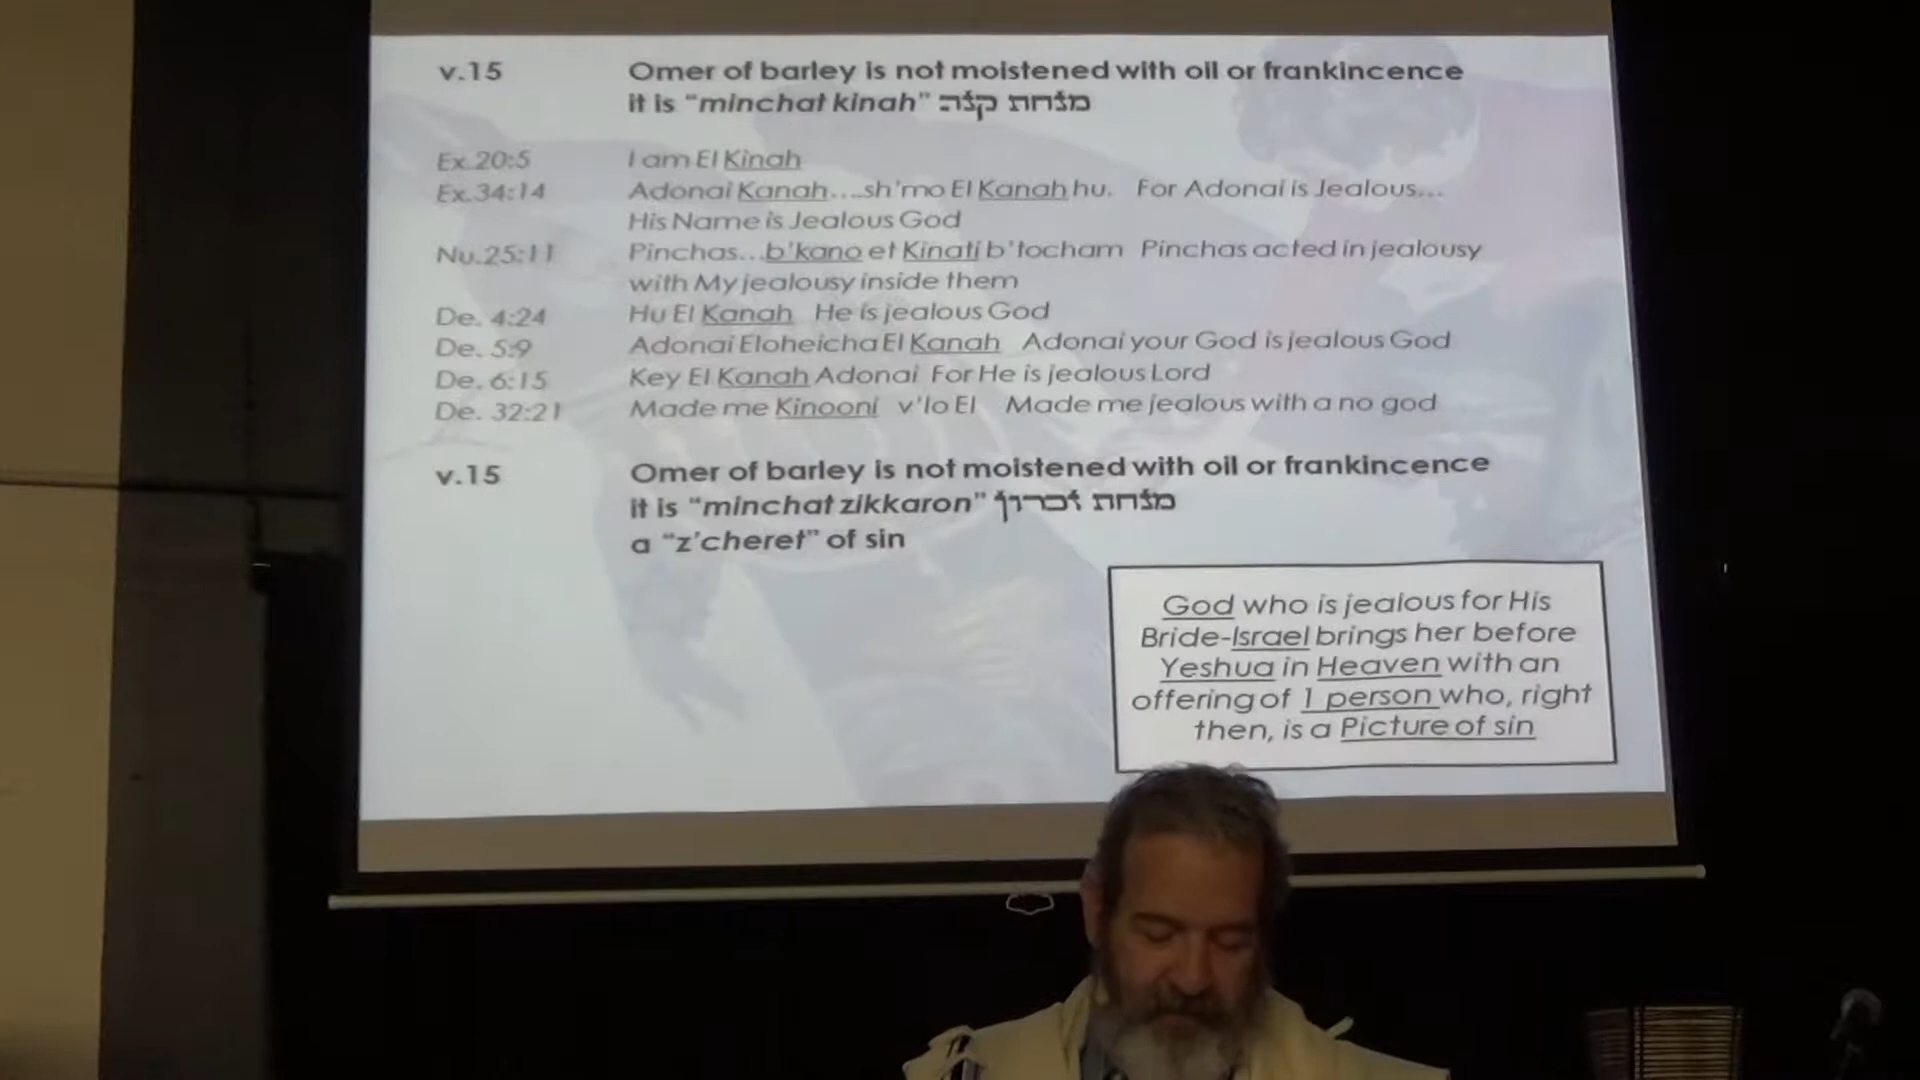 v.15 Omer of barley is not moistened with oil or frankincence
it is “minchat kinah” מנחת קנה
Ex.20:5 I am El Kinah
Ex.34:14 Adonai Kanah....sh'mo El Kanah hu. For Adonai is Jealous...
His Name is Jealous God
Nu.25:11 Pinchas...b'kano et Kinati b'tocham Pinchas acted in jealousy
with My jealousy inside them
De. 4:24 Hu El Kanah He is jealous God
De. 5:9 Adonai Eloheicha El Kanah Adonai your God is jealous God
De. 6:15 Key El Kanah Adonai For He is jealous Lord
De. 32:21 Made me Kinooni v'lo El Made me jealous with a no god
v.15 Omer of barley is not moistened with oil or frankincence
it is “minchat zikkaron” מנחת זכרון
a “z'cheret” of sin
God who is jealous for His
Bride-Israel brings her before
Yeshua in Heaven with an
offering of 1 person who, right
then, is a Picture of sin